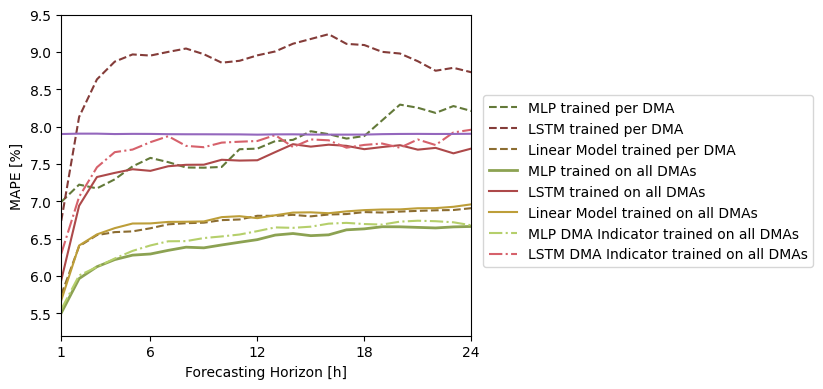 9.5
9.0
8.5
8.0
7.5
7.0
6.5
6.0
5.5
MAPE [%]
1
6
12
18
24
Forecasting Horizon [h]
MLP trained per DMA
LSTM trained per DMA
Linear Model trained per DMA
MLP trained on all DMAs
LSTM trained on all DMAs
Linear Model trained on all DMAs
MLP DMA Indicator trained on all DMAs
LSTM DMA Indicator trained on all DMAs